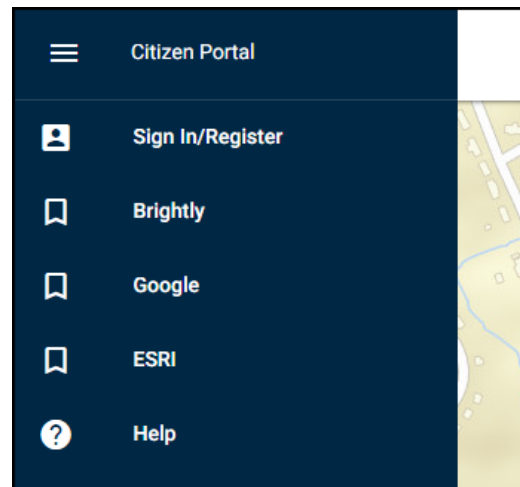 Citizen Portal
Sign In/Register
Brightly
Google
ESRI
Help